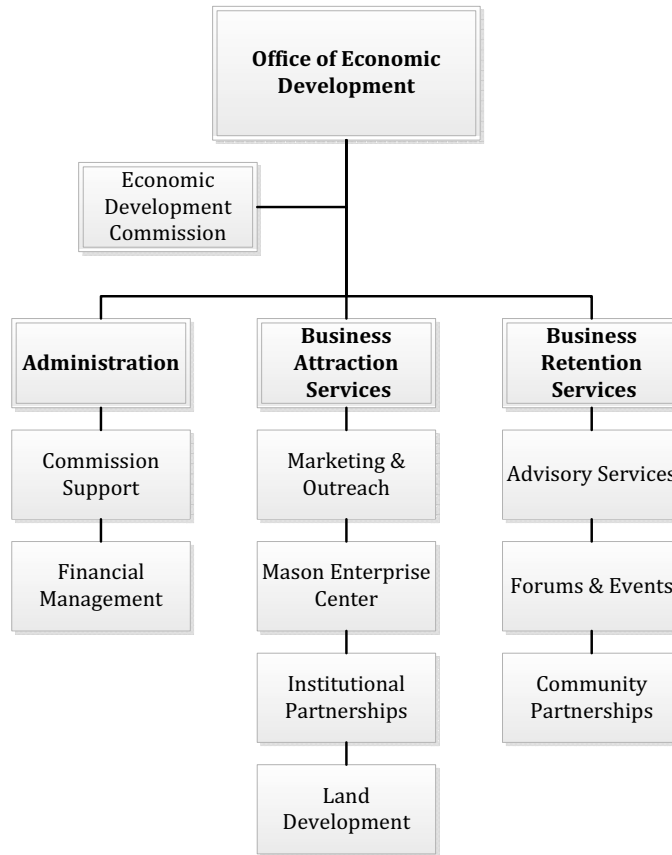 Office of Economic
Development
Economic
Development
Commission
Administration
Commission
Support
Financial
Management
Business
Attraction
Services
Marketing &
Outreach
Mason Enterprise
Center
Institutional
Partnerships
Land
Development
Business
Retention
Services
Advisory Services
Forums & Events
Community
Partnerships